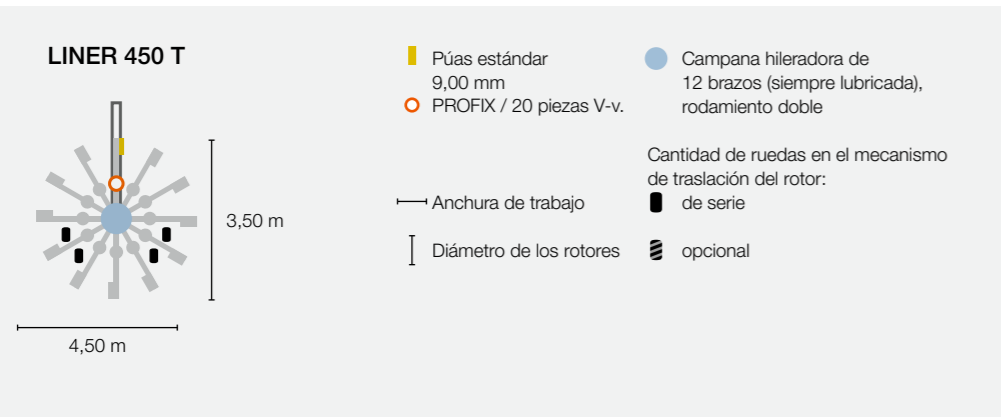 LINER 450 T
3,50 m
4,50 m
Púas estándar
9,00 mm
PROFIX / 20 piezas V-v.
Anchura de trabajo
Diámetro de los rotores
Campana hileradora de
12 brazos (siempre lubricada),
rodamiento doble
Cantidad de ruedas en el mecanismo
de traslación del rotor:
de serie
opcional